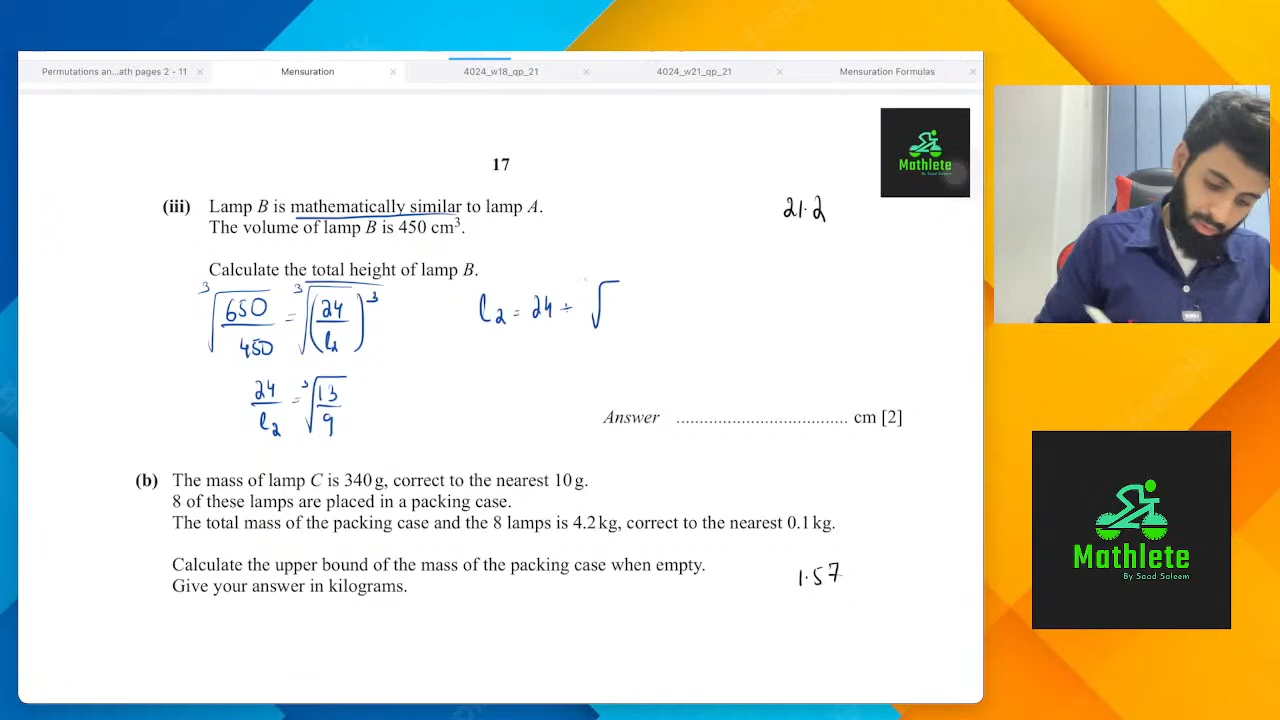 Permutations an...ath pages 2 - 11
Mensuration
4024_w18_qp_21
4024_w21_qp_21
Mensuration Formulas
Mathlete
By Saad Saleem
17
(iii) Lamp B is mathematically similar to lamp A.
21.2
The volume of lamp B is 450 cm³.
Calculate the total height of lamp B.
∛(650/450) = ∛((24/l₂)³)
l₂ = 24 ÷ √
24/l₂ = ∛(13/9)
Answer .................................... cm [2]
(b) The mass of lamp C is 340 g, correct to the nearest 10 g.
8 of these lamps are placed in a packing case.
The total mass of the packing case and the 8 lamps is 4.2 kg, correct to the nearest 0.1 kg.
Calculate the upper bound of the mass of the packing case when empty.
Give your answer in kilograms.
1.57
Mathlete
By Saad Saleem